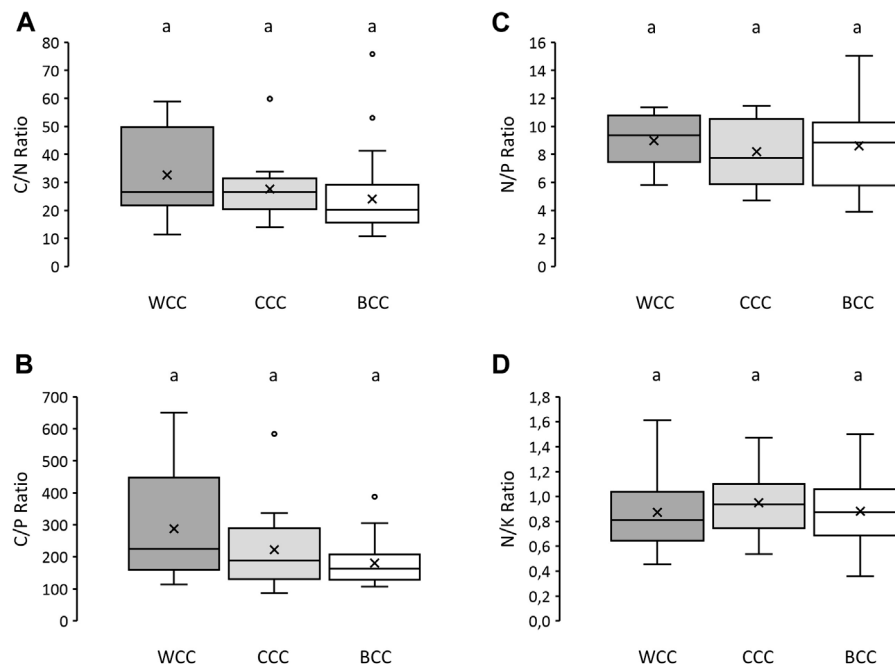 A
a a a
C/N Ratio
80
70
60
50
40
30
20
10
0
WCC CCC BCC
B
a a a
C/P Ratio
700
600
500
400
300
200
100
0
WCC CCC BCC
C
a a a
N/P Ratio
16
14
12
10
8
6
4
2
0
WCC CCC BCC
D
a a a
N/K Ratio
1,8
1,6
1,4
1,2
1,0
0,8
0,6
0,4
0,2
0,0
WCC CCC BCC